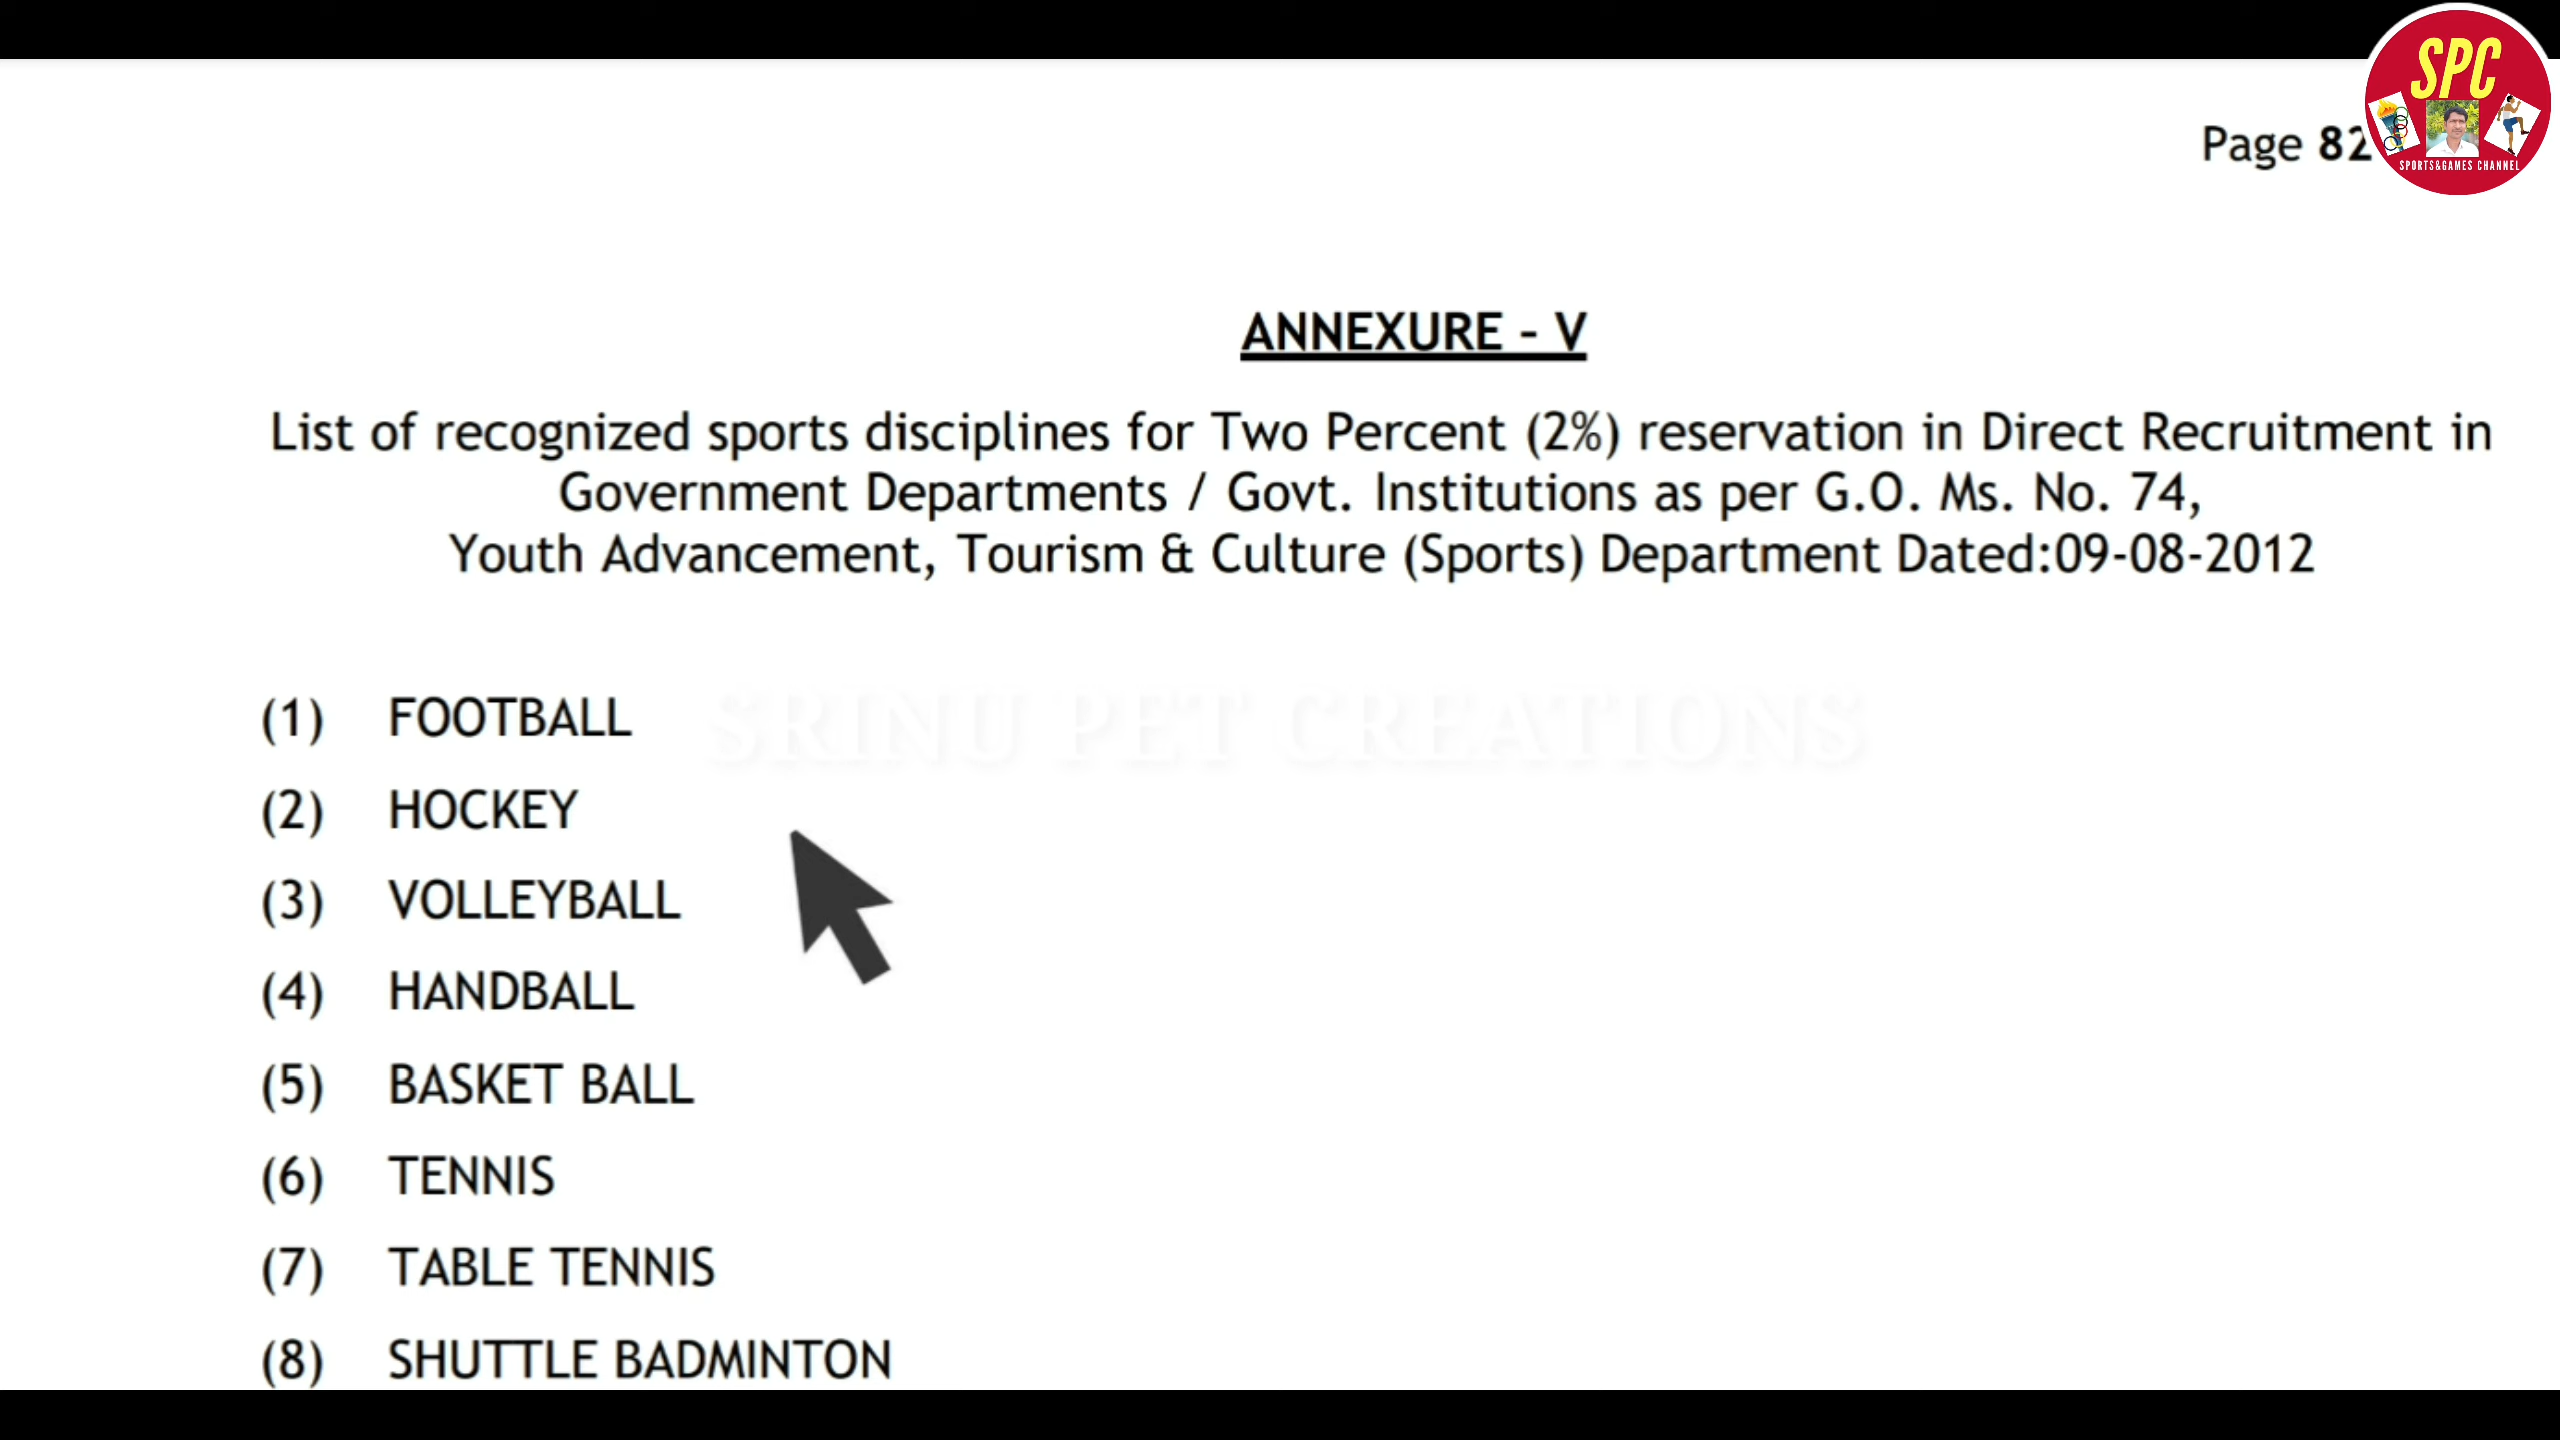 SPC
SPORTS&GAMES CHANNEL
Page 82
ANNEXURE – V
List of recognized sports disciplines for Two Percent (2%) reservation in Direct Recruitment in
Government Departments / Govt. Institutions as per G.O. Ms. No. 74,
Youth Advancement, Tourism & Culture (Sports) Department Dated:09-08-2012
(1) FOOTBALL
SRINU PET CREATIONS
(2) HOCKEY
(3) VOLLEYBALL
(4) HANDBALL
(5) BASKET BALL
(6) TENNIS
(7) TABLE TENNIS
(8) SHUTTLE BADMINTON